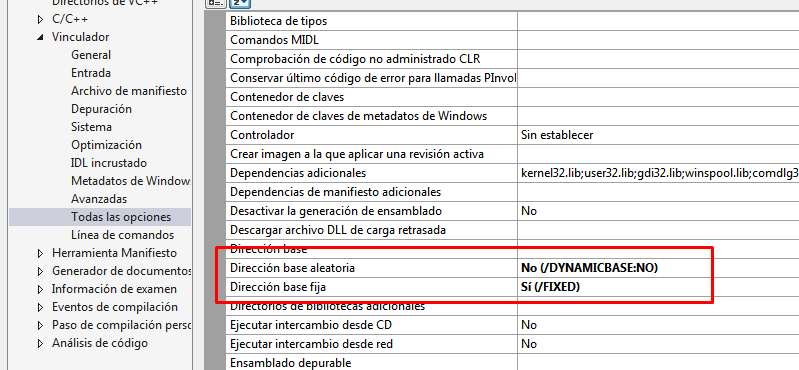 Directorios de VC++
C/C++
Vinculador
General
Entrada
Archivo de manifiesto
Depuración
Sistema
Optimización
IDL incrustado
Metadatos de Windows
Avanzadas
Todas las opciones
Línea de comandos
Herramienta Manifiesto
Generador de documentos
Información de examen
Eventos de compilación
Paso de compilación perso
Análisis de código
Biblioteca de tipos
Comandos MIDL
Comprobación de código no administrado CLR
Conservar último código de error para llamadas PInvol
Contenedor de claves
Contenedor de claves de metadatos de Windows
Controlador Sin establecer
Crear imagen a la que aplicar una revisión activa
Dependencias adicionales kernel32.lib;user32.lib;gdi32.lib;winspool.lib;comdlg3
Dependencias de manifiesto adicionales
Desactivar la generación de ensamblado No
Descargar archivo DLL de carga retrasada
Dirección base
Dirección base aleatoria No (/DYNAMICBASE:NO)
Dirección base fija Sí (/FIXED)
Directorios de bibliotecas adicionales
Ejecutar intercambio desde CD No
Ejecutar intercambio desde red No
Ensamblado depurable